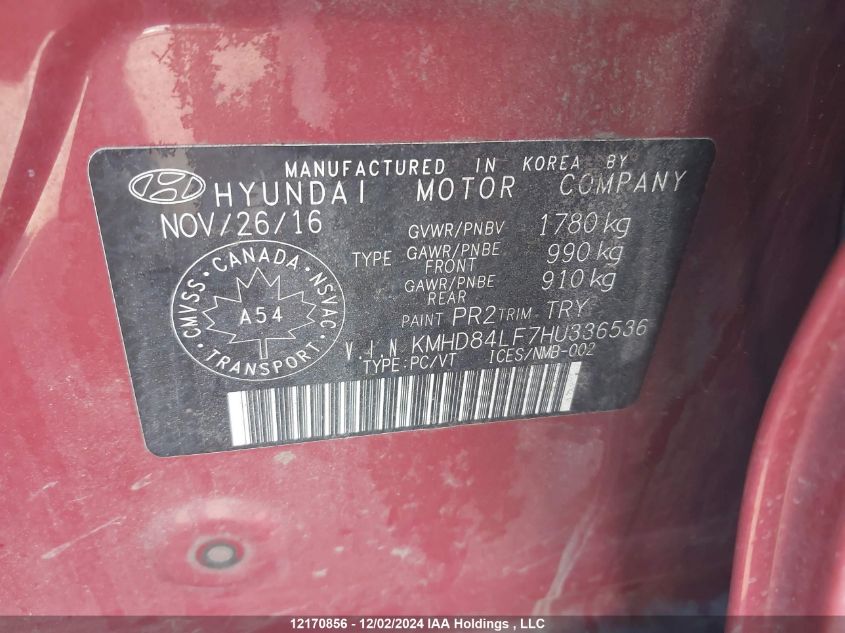 MANUFACTURED IN KOREA BY
HYUNDAI MOTOR COMPANY
NOV/26/16
GVWR/PNBV 1780 kg
TYPE GAWR/PNBE FRONT 990 kg
GAWR/PNBE REAR 910 kg
PAINT PR2 TRIM TRY
V.I.N KMHD84LF7HU336536
TYPE:PC/VT ICES/NMB-002
CMVSS · CANADA · NSVAC
A54
· TRANSPORT ·
12170856 - 12/02/2024 IAA Holdings , LLC